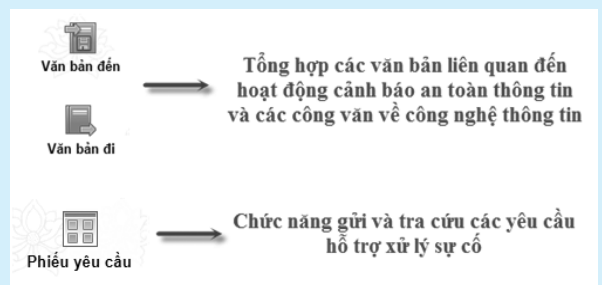 Văn bản đến
Tổng hợp các văn bản liên quan đến
hoạt động cảnh báo an toàn thông tin
và các công văn về công nghệ thông tin
Văn bản đi
Chức năng gửi và tra cứu các yêu cầu
hỗ trợ xử lý sự cố
Phiếu yêu cầu